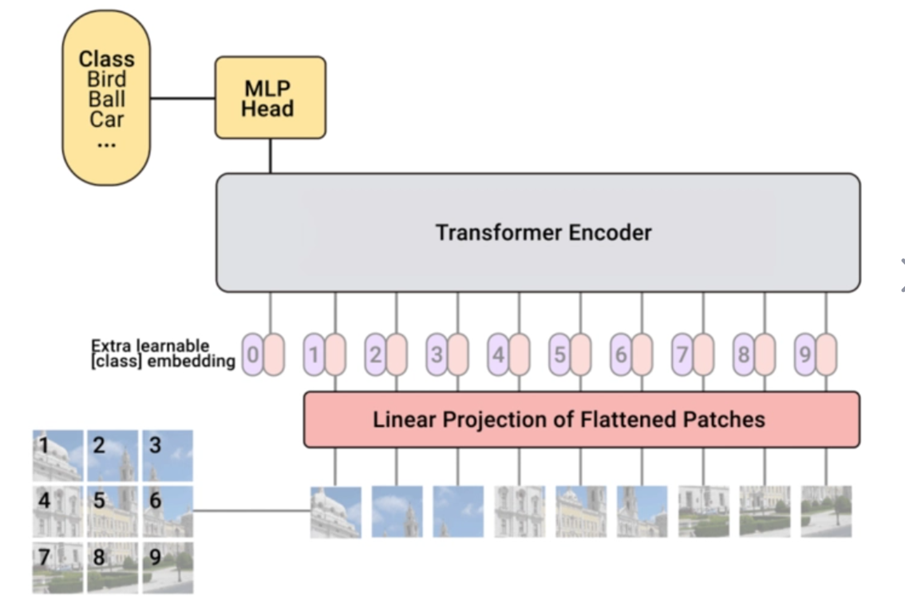 Class
Bird
Ball
Car
...
MLP
Head
Transformer Encoder
Extra learnable
[class] embedding
0 1 2 3 4 5 6 7 8 9
Linear Projection of Flattened Patches
1 2 3
4 5 6
7 8 9